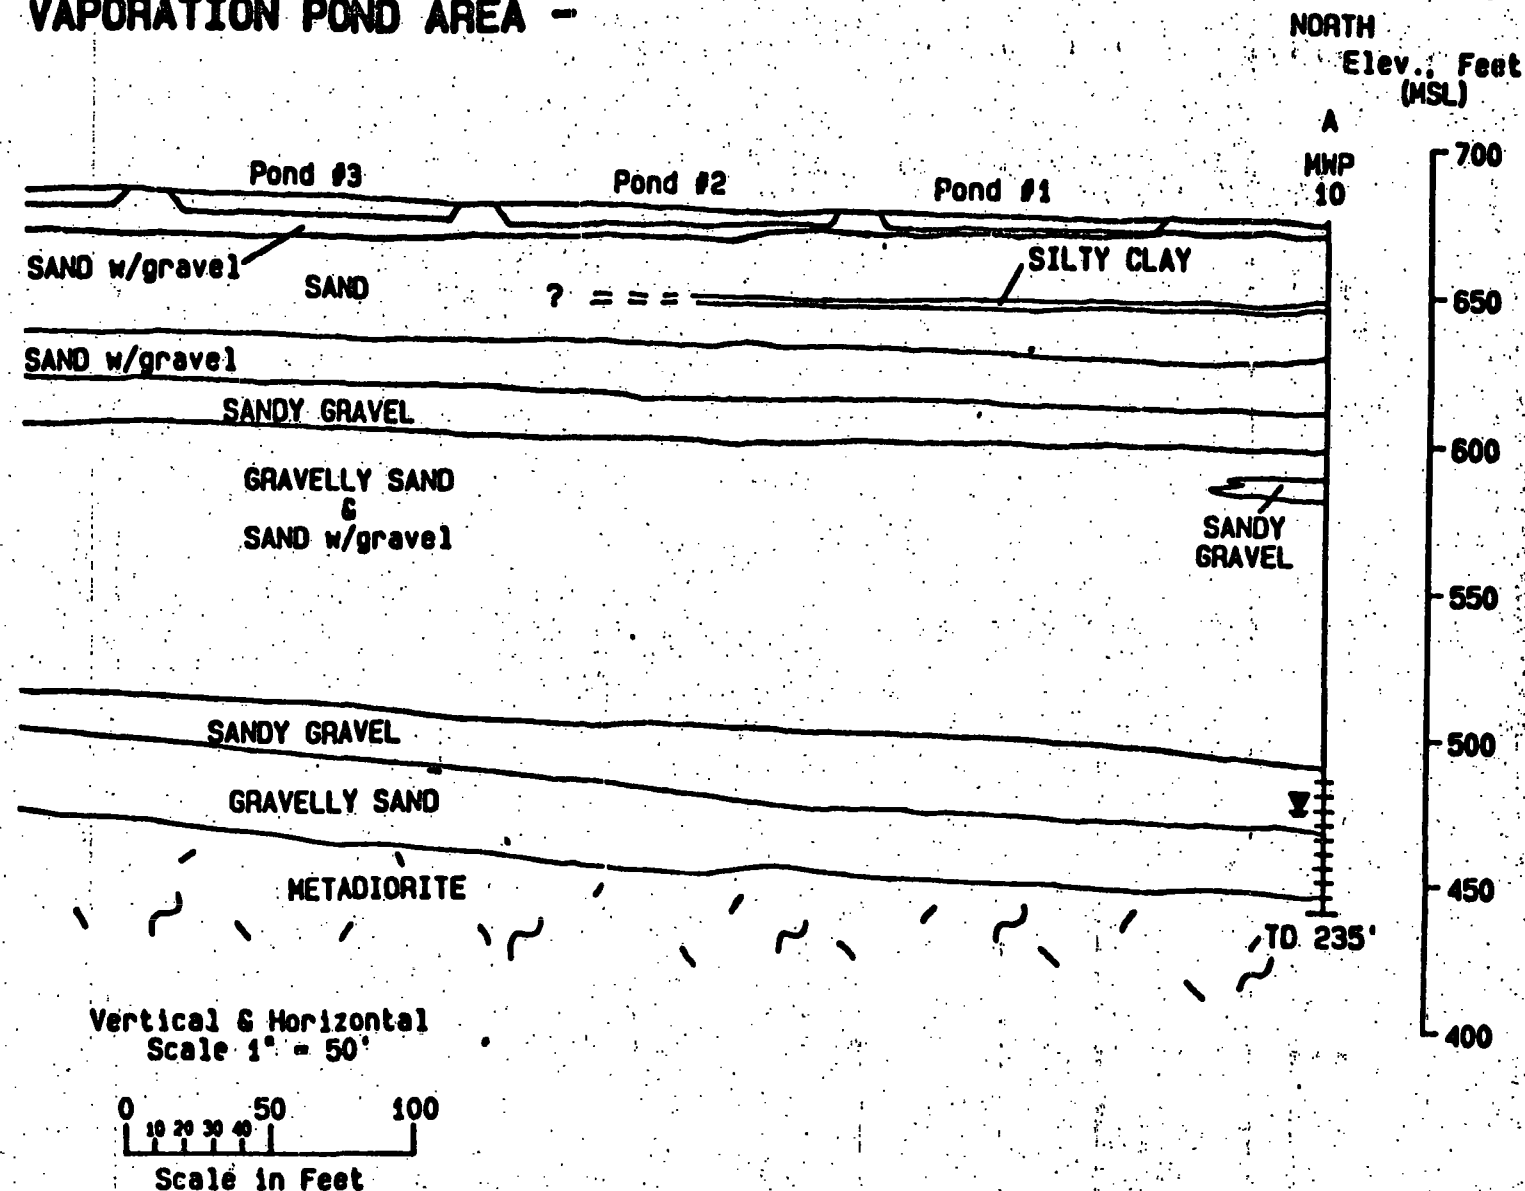 VAPORATION POND AREA -
NORTH
Elev., Feet
(MSL)
A
MWP
10
700
Pond #3
Pond #2
Pond #1
SAND w/gravel
SAND
?
SILTY CLAY
650
SAND w/gravel
SANDY GRAVEL
600
GRAVELLY SAND
&
SAND w/gravel
SANDY
GRAVEL
550
SANDY GRAVEL
500
GRAVELLY SAND
METADIORITE
450
TD 235'
Vertical & Horizontal
Scale 1" = 50'
400
0 50 100
10 20 30 40
Scale in Feet